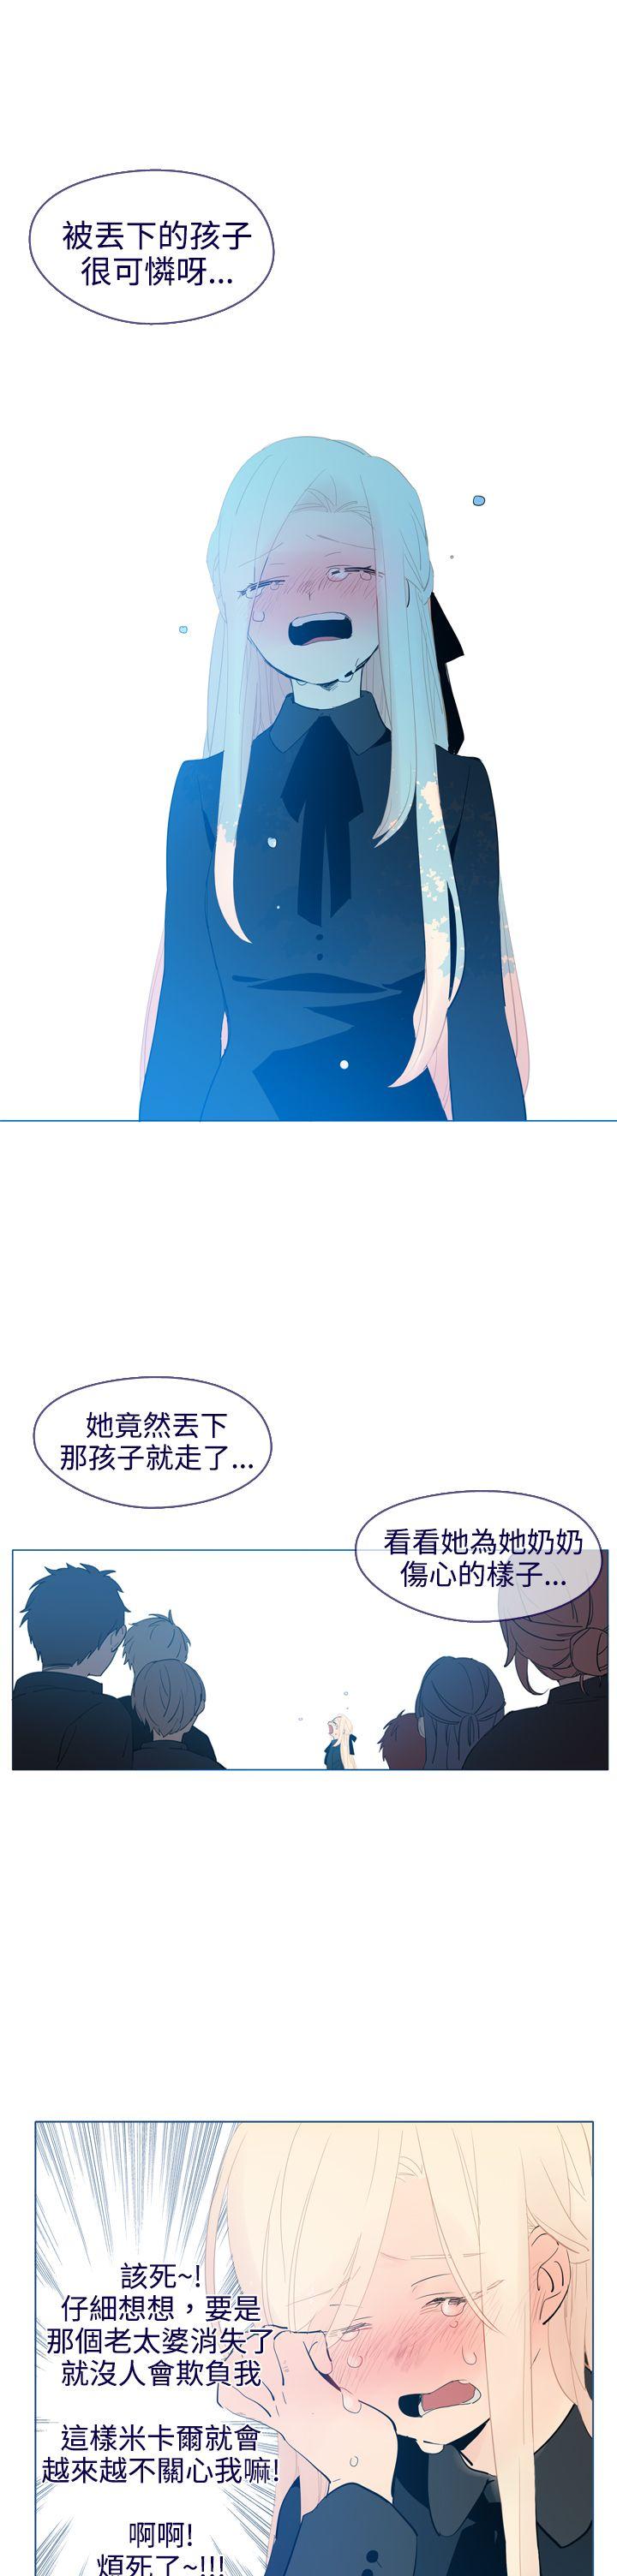 被丟下的孩子
很可憐呀...
她竟然丟下
那孩子就走了...
看看她為她奶奶
傷心的樣子...
該死~!
仔細想想，要是
那個老太婆消失了
就沒人會欺負我
這樣米卡爾就會
越來越不關心我嘛!
啊啊!
煩死了~!!!